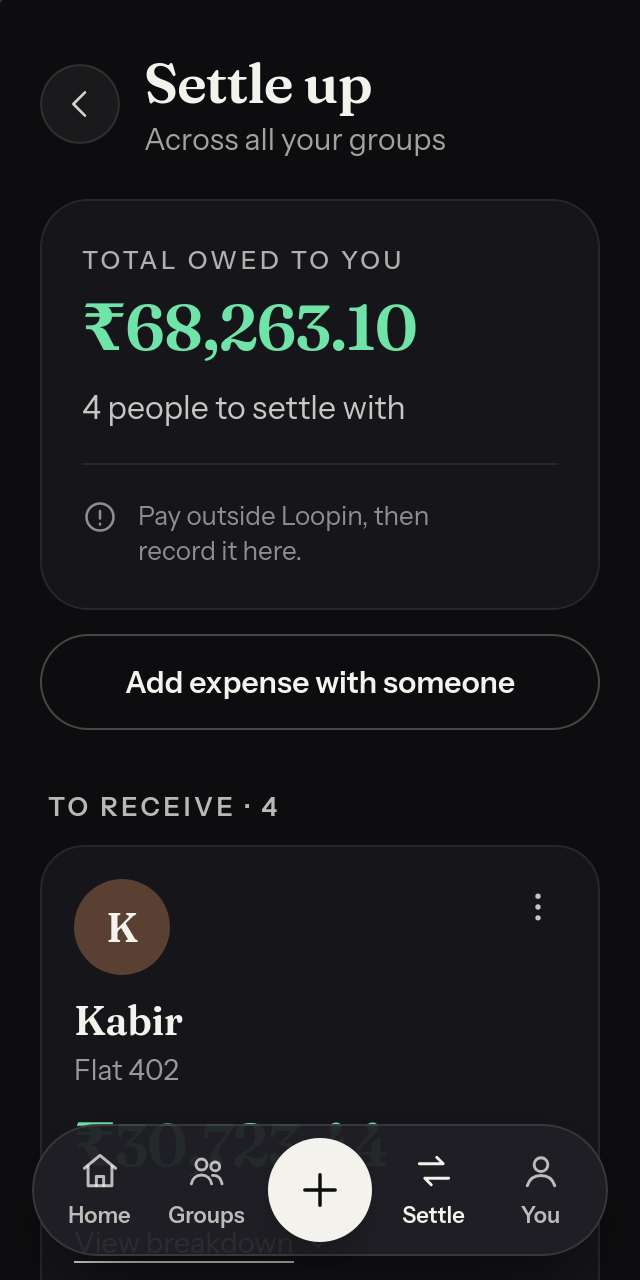 Settle up
Across all your groups
TOTAL OWED TO YOU
₹68,263.10
4 people to settle with
Pay outside Loopin, then
record it here.
Add expense with someone
TO RECEIVE · 4
K
Kabir
Flat 402
Home
Groups
Settle
You
View breakdown